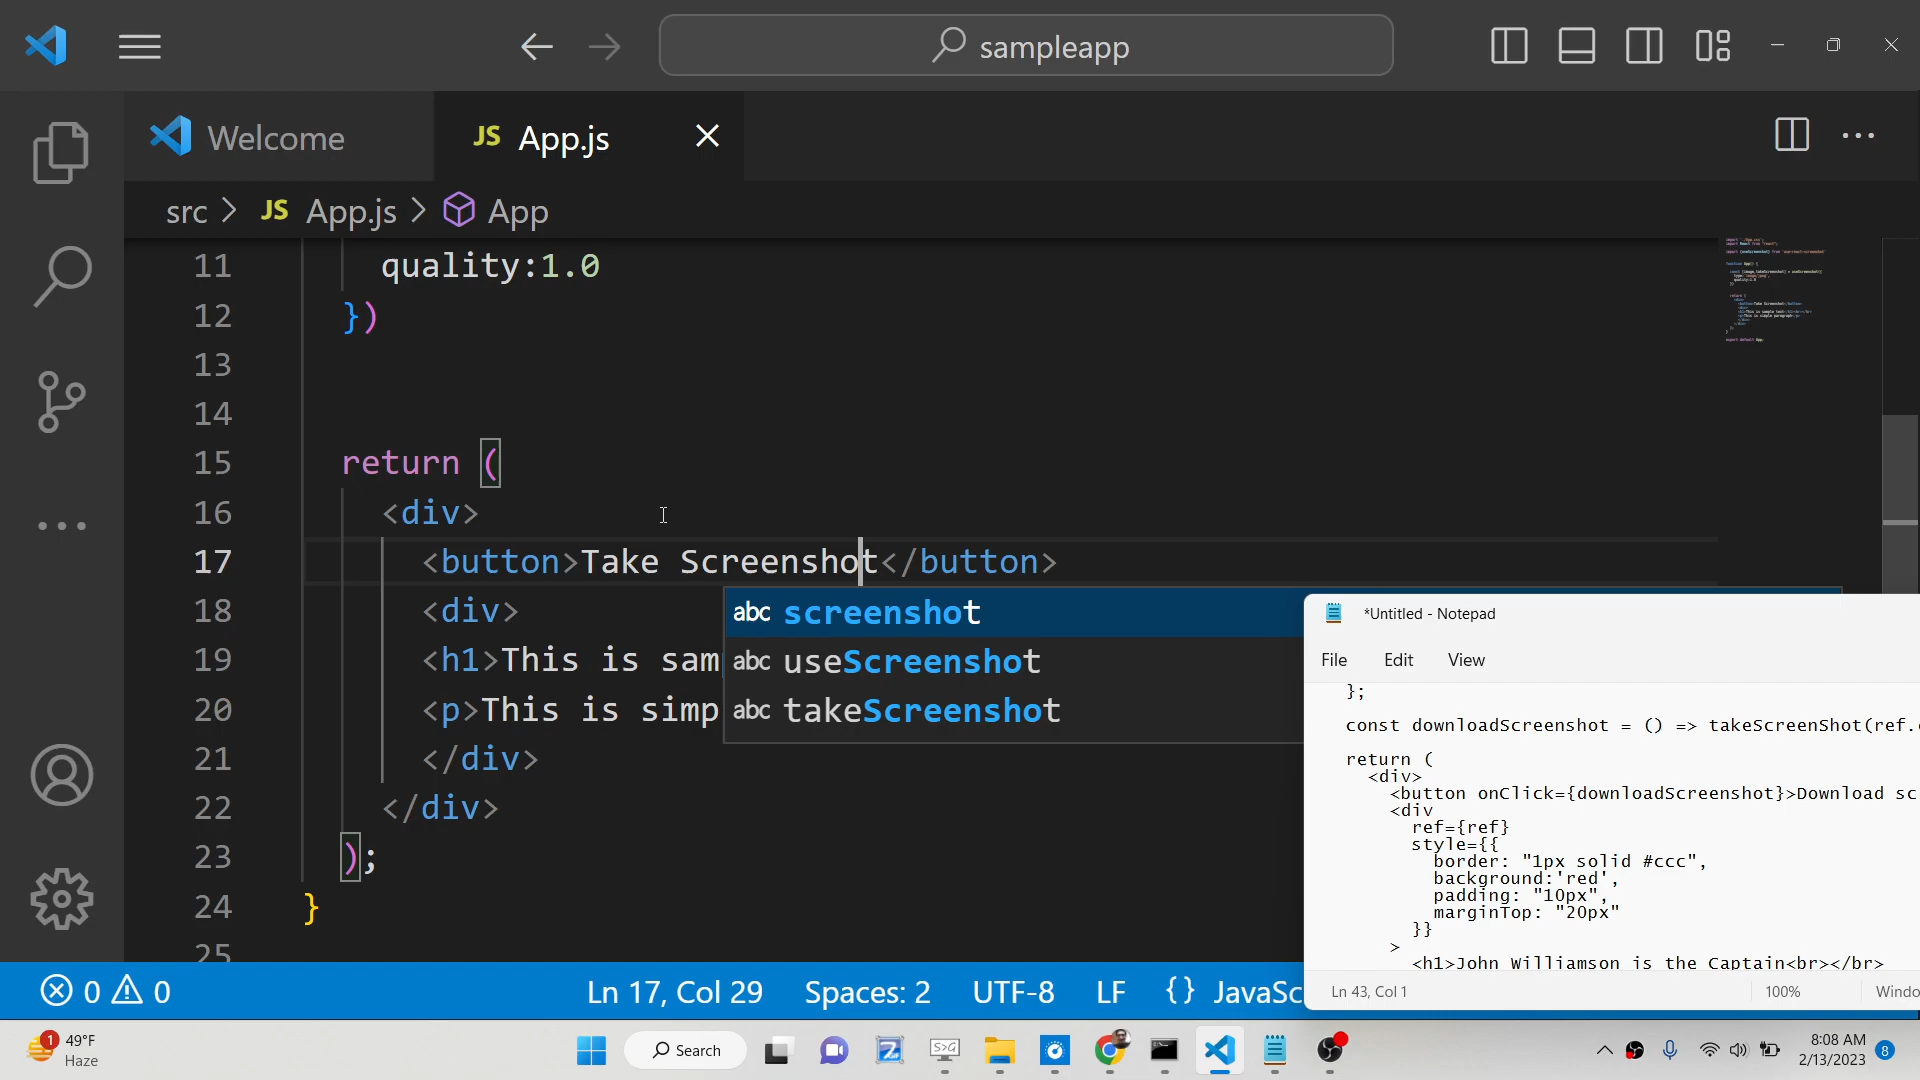 sampleapp
Welcome
JS App.js
src > JS App.js > App
11 quality:1.0
12 })
13
14
15 return (
16 <div>
17 <button>Take Screenshot</button>
18 <div>
abc screenshot
19 <h1>This is sam
abc useScreenshot
20 <p>This is simp
abc takeScreenshot
21 </div>
22 </div>
23 );
24 }
25
*Untitled - Notepad
File Edit View
};
const downloadScreenshot = () => takeScreenShot(ref.
return (
<div>
<button onClick={downloadScreenshot}>Download sc
<div
ref={ref}
style={{
border: "1px solid #ccc",
background:'red',
padding: "10px",
marginTop: "20px"
}}
>
<h1>John Williamson is the Captain<br></br>
Ln 43, Col 1 100% Windo
0 0 Ln 17, Col 29 Spaces: 2 UTF-8 LF {} JavaSc
1 49°F
Haze
Search
8:08 AM
2/13/2023 8